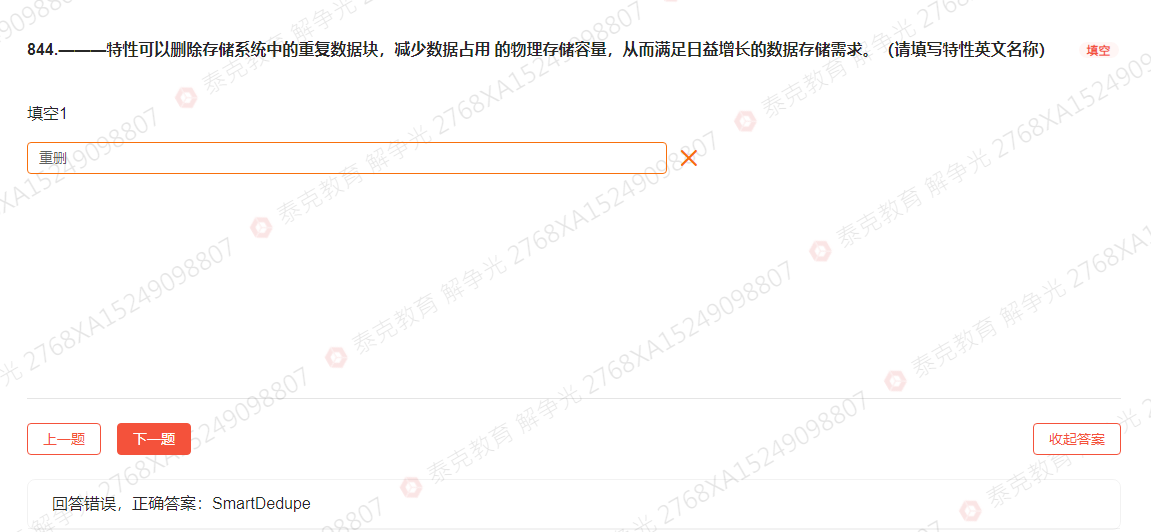 844.———特性可以删除存储系统中的重复数据块，减少数据占用 的物理存储容量，从而满足日益增长的数据存储需求。（请填写特性英文名称）
填空
填空1
重删
上一题
下一题
收起答案
回答错误，正确答案：SmartDedupe
泰克教育 解争光 2768XA15249098807